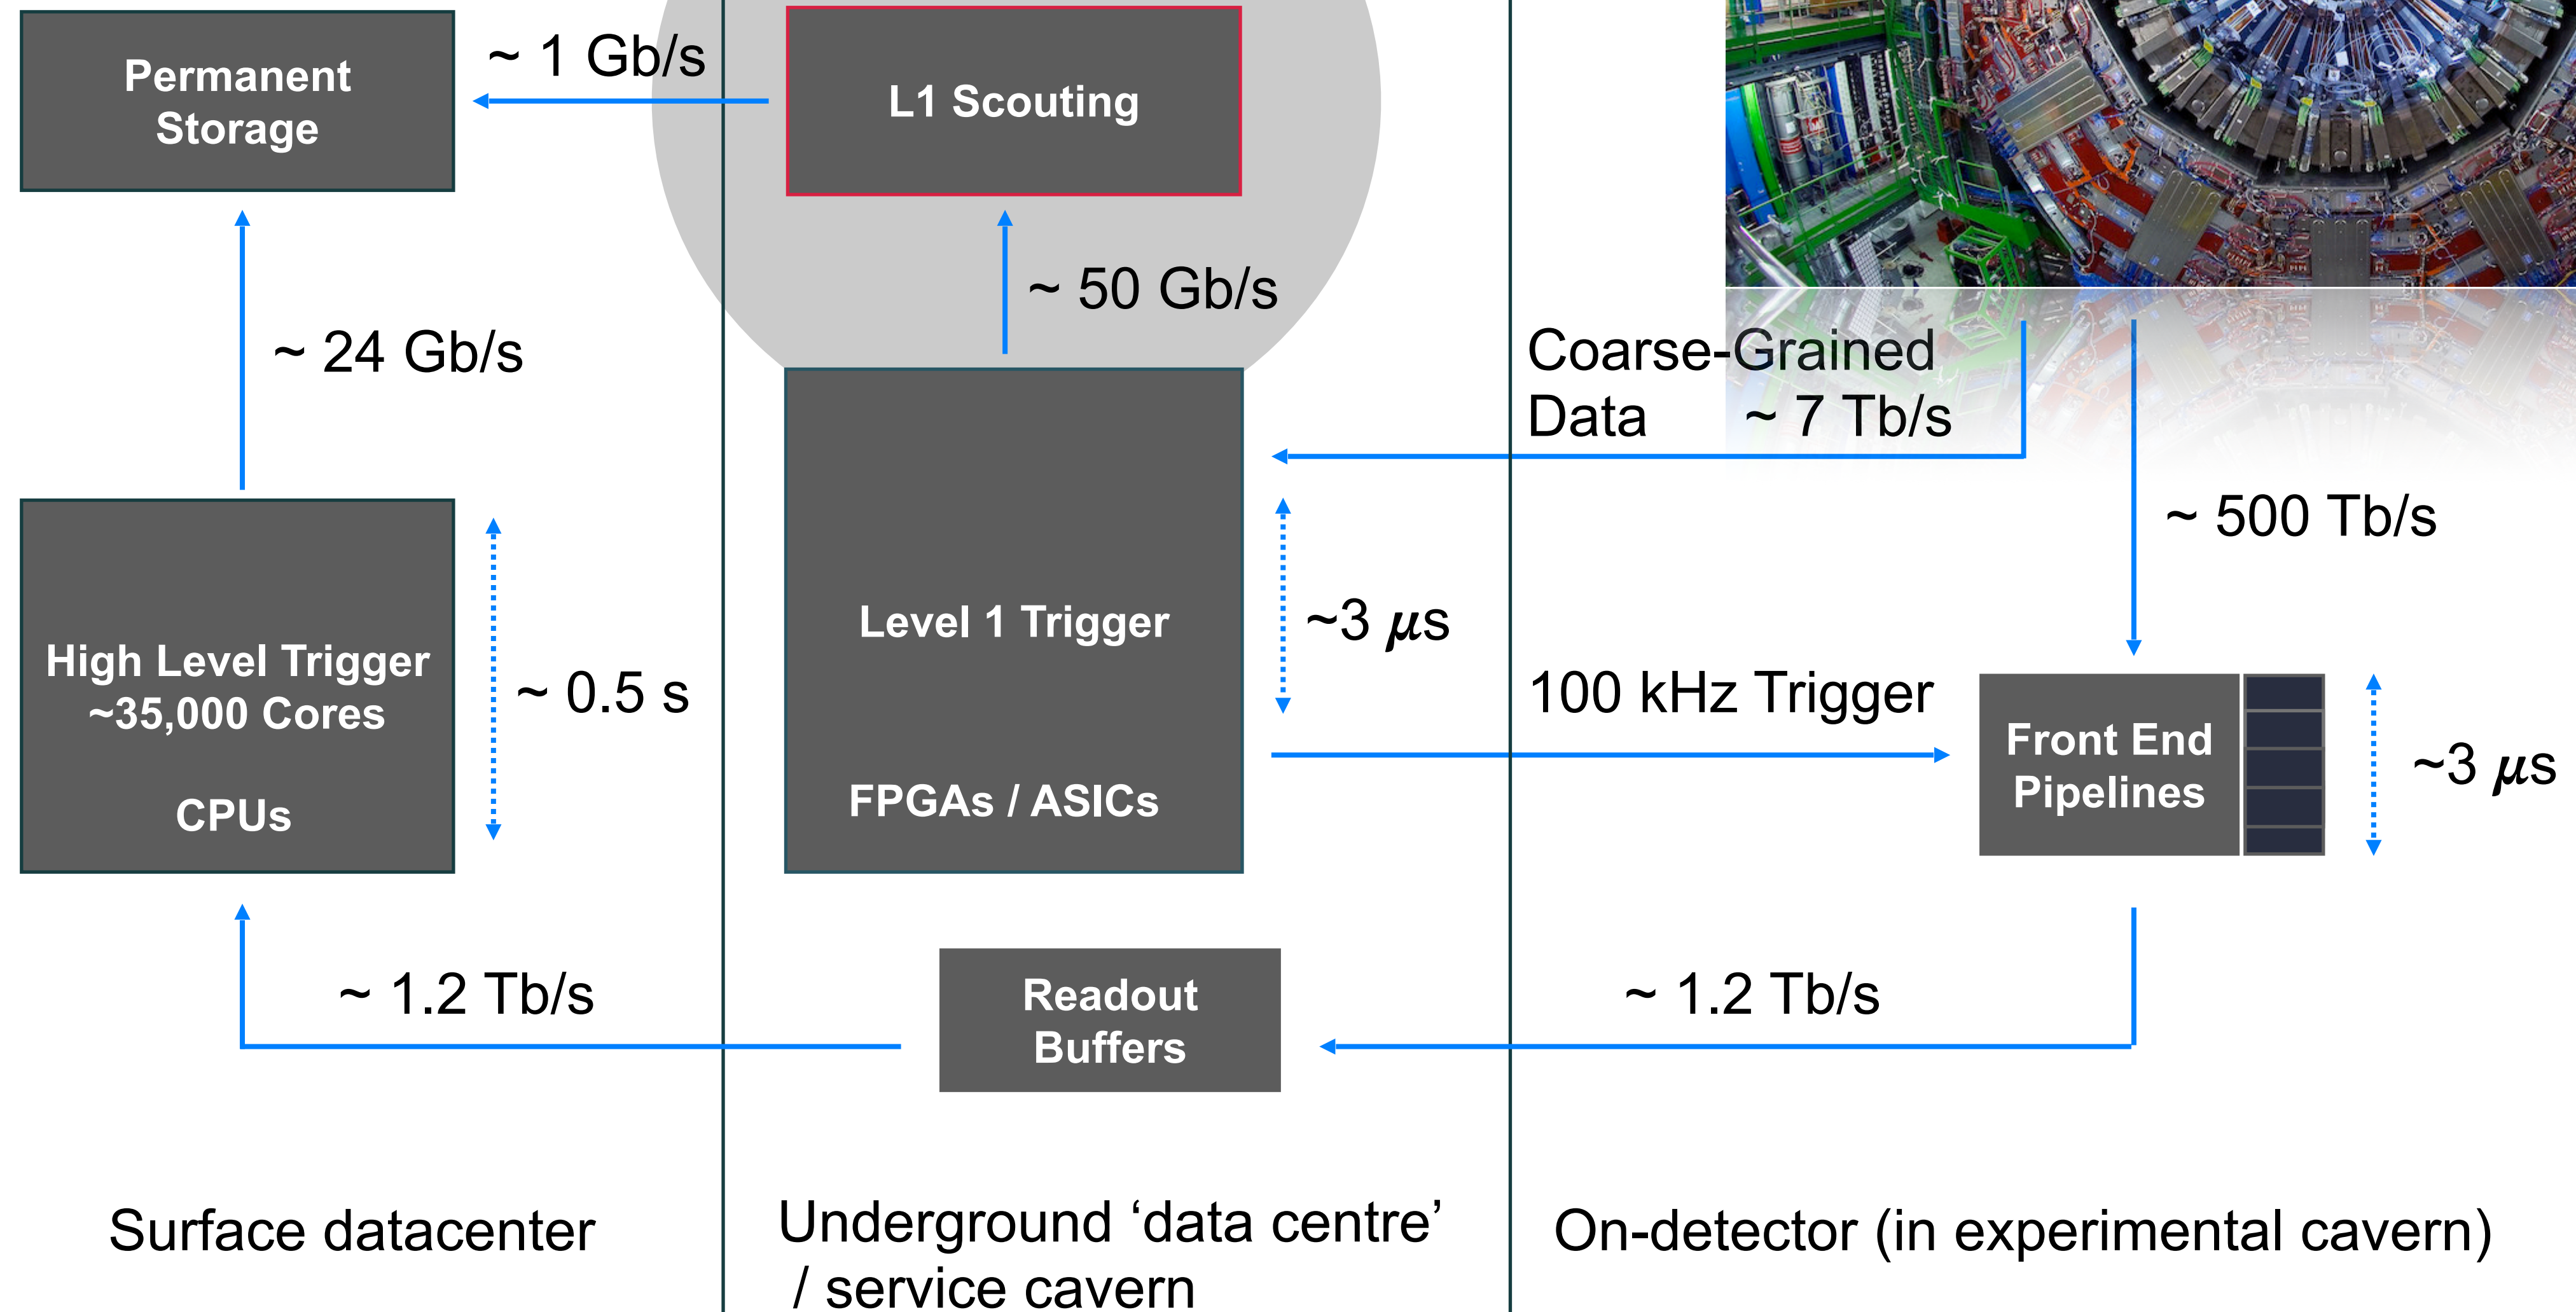 Permanent
Storage
~ 1 Gb/s
L1 Scouting
~ 24 Gb/s
~ 50 Gb/s
Coarse-Grained
Data ~ 7 Tb/s
~ 500 Tb/s
High Level Trigger
~35,000 Cores
CPUs
~ 0.5 s
Level 1 Trigger
FPGAs / ASICs
~3 μs
100 kHz Trigger
Front End
Pipelines
~3 μs
~ 1.2 Tb/s
Readout
Buffers
~ 1.2 Tb/s
Surface datacenter
Underground ‘data centre’
/ service cavern
On-detector (in experimental cavern)